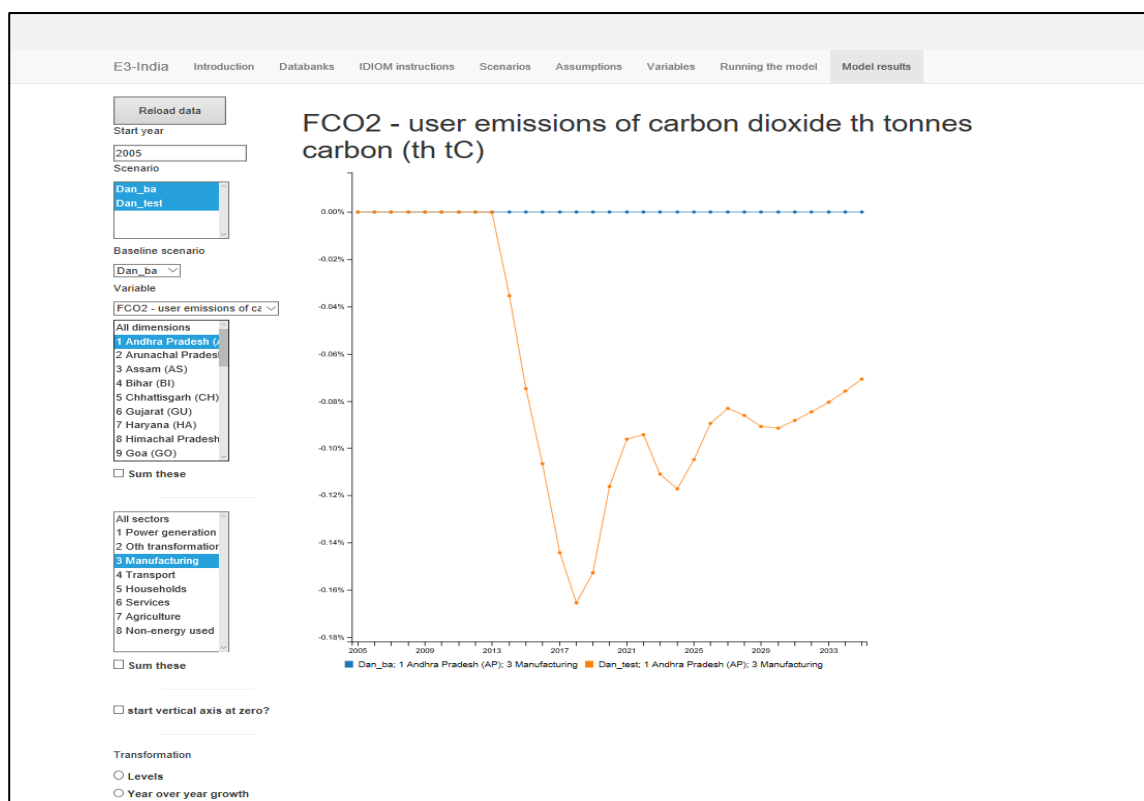 E3-India Introduction Databanks IDIOM instructions Scenarios Assumptions Variables Running the model Model results
Reload data
Start year
2005
Scenario
Dan_ba
Dan_test
Baseline scenario
Dan_ba
Variable
FCO2 - user emissions of ca
All dimensions
1 Andhra Pradesh (A
2 Arunachal Pradesh
3 Assam (AS)
4 Bihar (BI)
5 Chhattisgarh (CH)
6 Gujarat (GU)
7 Haryana (HA)
8 Himachal Pradesh
9 Goa (GO)
Sum these
All sectors
1 Power generation
2 Oth transformation
3 Manufacturing
4 Transport
5 Households
6 Services
7 Agriculture
8 Non-energy used
Sum these
start vertical axis at zero?
Transformation
Levels
Year over year growth
FCO2 - user emissions of carbon dioxide th tonnes
carbon (th tC)
0.00%
-0.02%
-0.04%
-0.06%
-0.08%
-0.10%
-0.12%
-0.14%
-0.16%
-0.18%
2005 2009 2013 2017 2021 2025 2029 2033
Dan_ba; 1 Andhra Pradesh (AP); 3 Manufacturing Dan_test; 1 Andhra Pradesh (AP); 3 Manufacturing